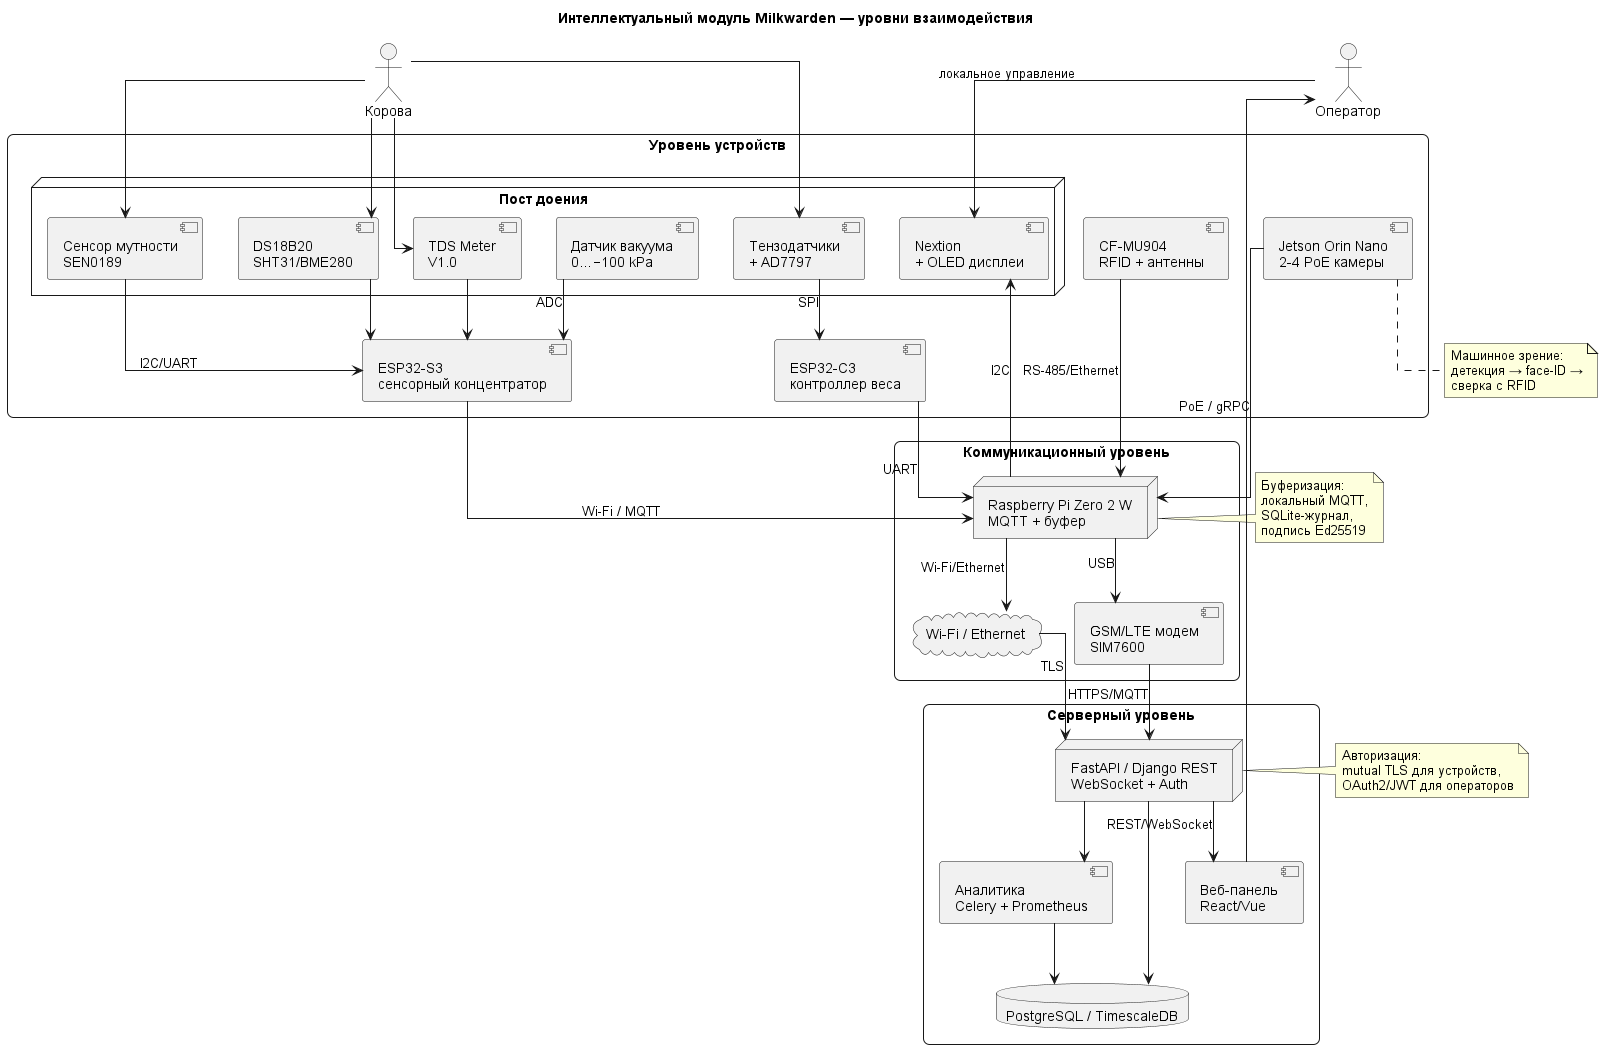 Интеллектуальный модуль Milkwarden — уровни взаимодействия
Корова
локальное управление
Оператор
Уровень устройств
Пост доения
Сенсор мутности
SEN0189
DS18B20
SHT31/BME280
TDS Meter
V1.0
Датчик вакуума
0…−100 kPa
Тензодатчики
+ AD7797
Nextion
+ OLED дисплеи
CF-MU904
RFID + антенны
Jetson Orin Nano
2-4 PoE камеры
ADC
SPI
I2C/UART
ESP32-S3
сенсорный концентратор
ESP32-C3
контроллер веса
I2C
RS-485/Ethernet
Машинное зрение:
детекция → face-ID →
сверка с RFID
PoE / gRPC
Коммуникационный уровень
UART
Wi-Fi / MQTT
Raspberry Pi Zero 2 W
MQTT + буфер
Буферизация:
локальный MQTT,
SQLite-журнал,
подпись Ed25519
Wi-Fi/Ethernet
USB
Wi-Fi / Ethernet
GSM/LTE модем
SIM7600
TLS
HTTPS/MQTT
Серверный уровень
FastAPI / Django REST
WebSocket + Auth
Авторизация:
mutual TLS для устройств,
OAuth2/JWT для операторов
REST/WebSocket
Аналитика
Celery + Prometheus
Веб-панель
React/Vue
PostgreSQL / TimescaleDB